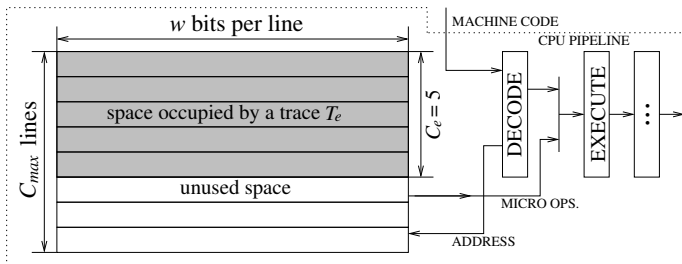 w bits per line
MACHINE CODE
CPU PIPELINE
C_max lines
space occupied by a trace T_e
C_e = 5
DECODE
EXECUTE
...
unused space
MICRO OPS.
ADDRESS